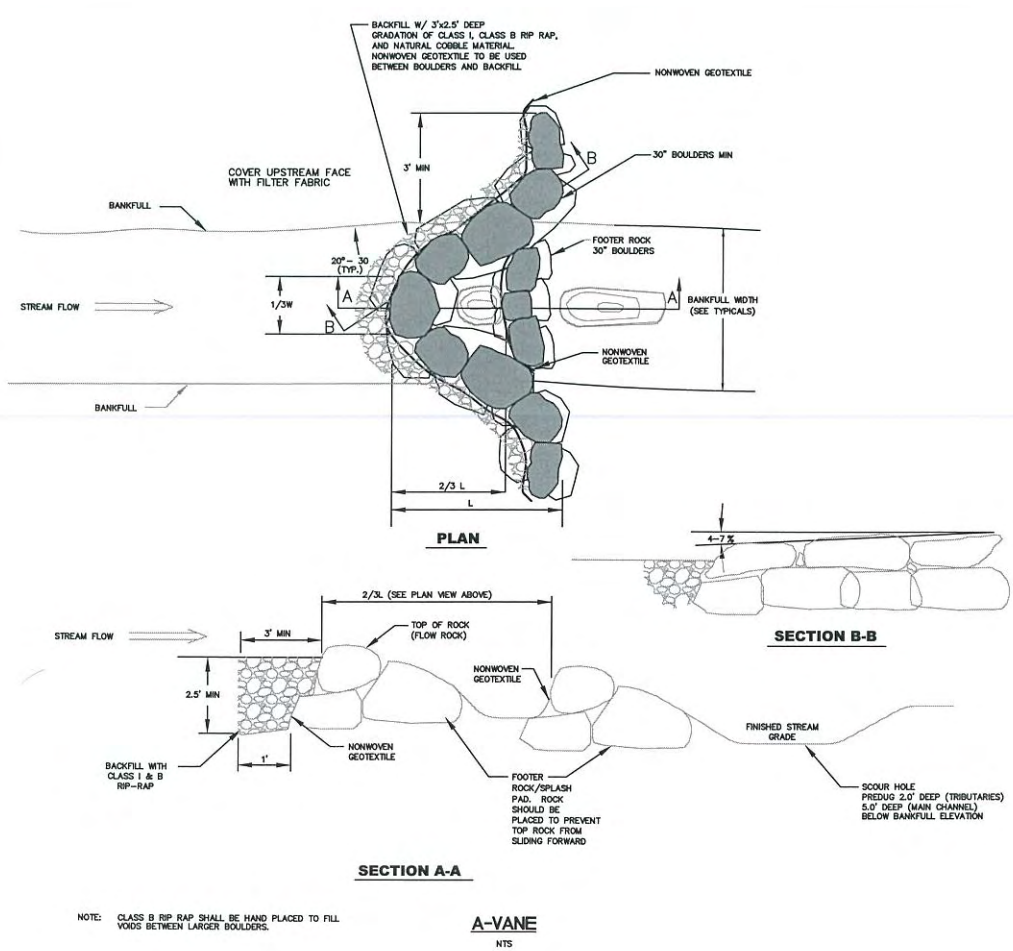 BACKFILL W/ 3'x2.5' DEEP
GRADATION OF CLASS I, CLASS B RIP RAP,
AND NATURAL COBBLE MATERIAL.
NONWOVEN GEOTEXTILE TO BE USED
BETWEEN BOULDERS AND BACKFILL
NONWOVEN GEOTEXTILE
3' MIN
B
30" BOULDERS MIN
COVER UPSTREAM FACE
WITH FILTER FABRIC
BANKFULL
FOOTER ROCK
30" BOULDERS
20°- 30
(TYP.)
STREAM FLOW
1/3W
A
A
BANKFULL WIDTH
(SEE TYPICALS)
B
NONWOVEN
GEOTEXTILE
BANKFULL
2/3 L
L
PLAN
4-7 %
SECTION B-B
2/3L (SEE PLAN VIEW ABOVE)
STREAM FLOW
3' MIN
TOP OF ROCK
(FLOW ROCK)
NONWOVEN
GEOTEXTILE
2.5' MIN
FINISHED STREAM
GRADE
1'
NONWOVEN
GEOTEXTILE
BACKFILL WITH
CLASS I & B
RIP-RAP
FOOTER
ROCK/SPLASH
PAD. ROCK
SHOULD BE
PLACED TO PREVENT
TOP ROCK FROM
SLIDING FORWARD
SCOUR HOLE
PREDUG 2.0' DEEP (TRIBUTARIES)
5.0' DEEP (MAIN CHANNEL)
BELOW BANKFULL ELEVATION
SECTION A-A
NOTE: CLASS B RIP RAP SHALL BE HAND PLACED TO FILL
VOIDS BETWEEN LARGER BOULDERS.
A-VANE
NTS